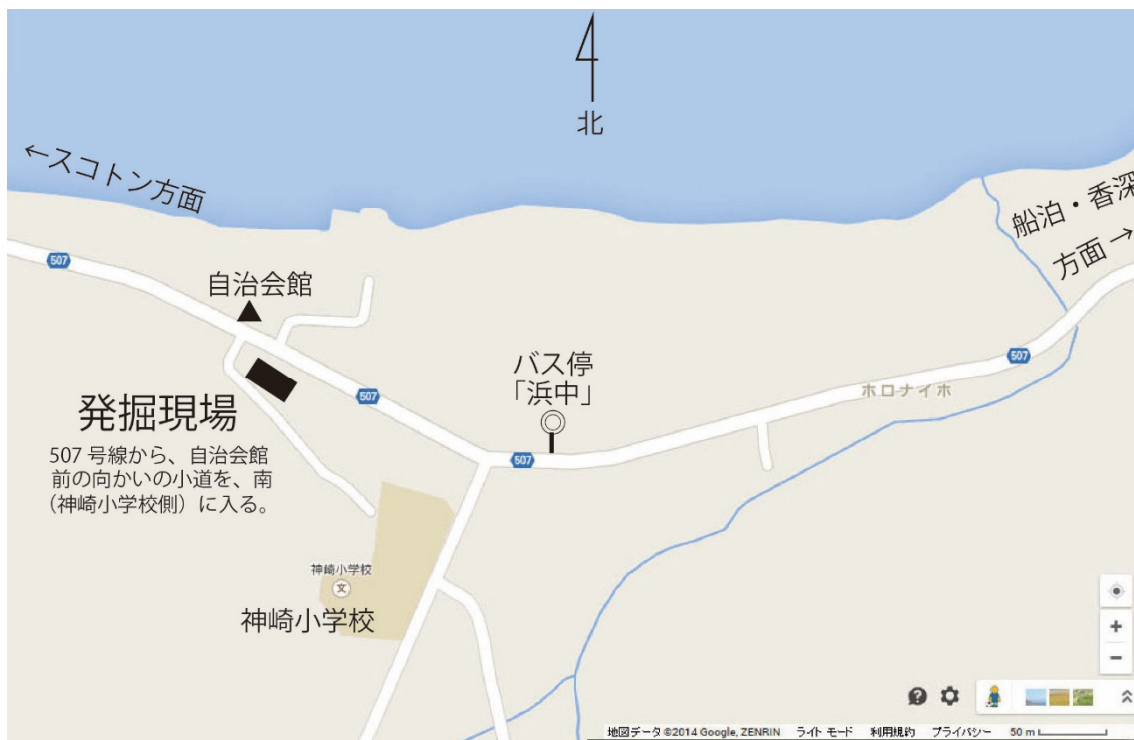 北
←スコトン方面
船泊・香深
方面→
507
自治会館
バス停
「浜中」
507
ホロナイホ
507
発掘現場
507号線から、自治会館
前の向かいの小道を、南
(神崎小学校側)に入る。
507
神崎小学校
文
神崎小学校
+
−
?
地図データ ©2014 Google, ZENRIN ライト モード 利用規約 プライバシー 50 m